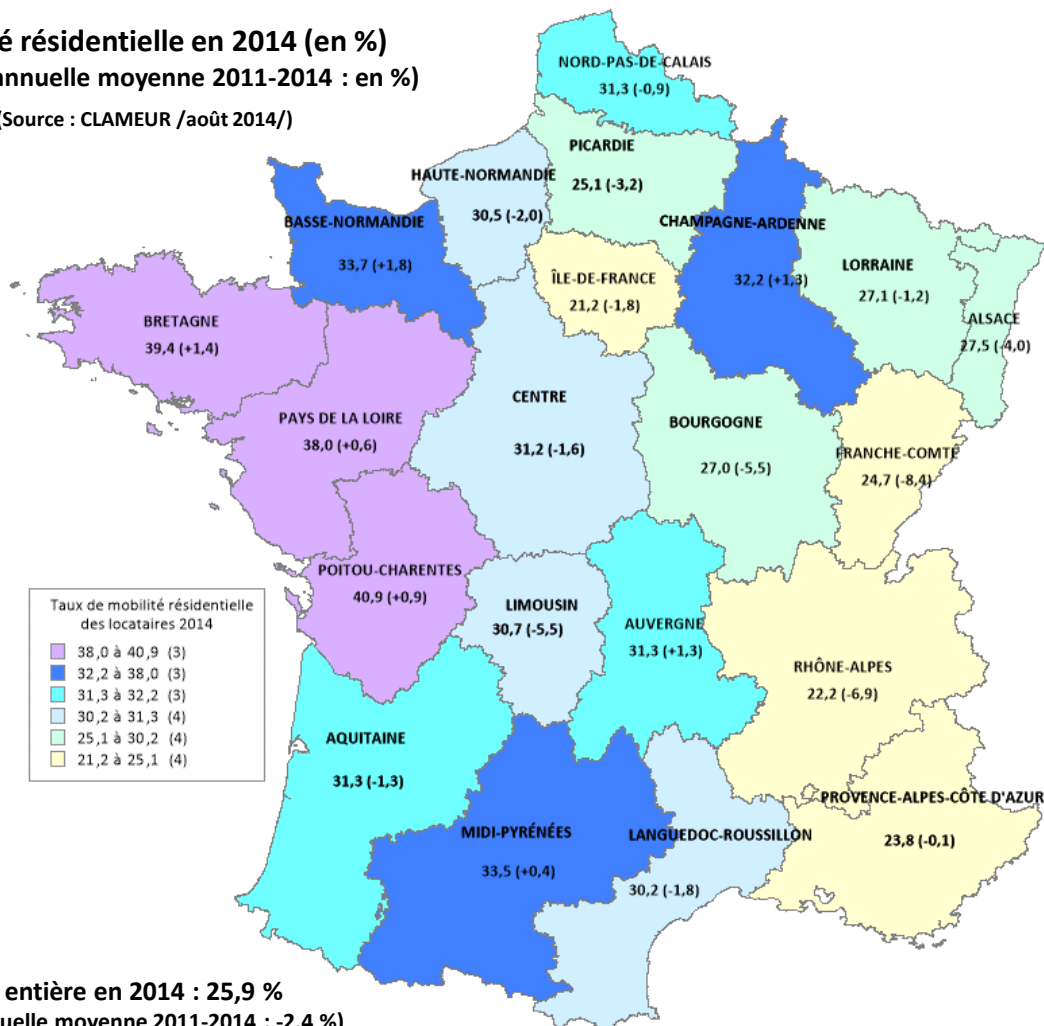 é résidentielle en 2014 (en %)
annuelle moyenne 2011-2014 : en %)
(Source : CLAMEUR /août 2014/)
NORD-PAS-DE-CALAIS
31,3 (-0,9)
PICARDIE
25,1 (-3,2)
HAUTE-NORMANDIE
30,5 (-2,0)
BASSE-NORMANDIE
33,7 (+1,8)
CHAMPAGNE-ARDENNE
32,2 (+1,3)
LORRAINE
27,1 (-1,2)
ALSACE
27,5 (-4,0)
ÎLE-DE-FRANCE
21,2 (-1,8)
BRETAGNE
39,4 (+1,4)
PAYS DE LA LOIRE
38,0 (+0,6)
CENTRE
31,2 (-1,6)
BOURGOGNE
27,0 (-5,5)
FRANCHE-COMTÉ
24,7 (-8,4)
POITOU-CHARENTES
40,9 (+0,9)
LIMOUSIN
30,7 (-5,5)
AUVERGNE
31,3 (+1,3)
RHÔNE-ALPES
22,2 (-6,9)
Taux de mobilité résidentielle
des locataires 2014
38,0 à 40,9 (3)
32,2 à 38,0 (3)
31,3 à 32,2 (3)
30,2 à 31,3 (4)
25,1 à 30,2 (4)
21,2 à 25,1 (4)
AQUITAINE
31,3 (-1,3)
MIDI-PYRÉNÉES
33,5 (+0,4)
LANGUEDOC-ROUSSILLON
30,2 (-1,8)
PROVENCE-ALPES-CÔTE D'AZUR
23,8 (-0,1)
entière en 2014 : 25,9 %
uelle moyenne 2011-2014 : -2,4 %)